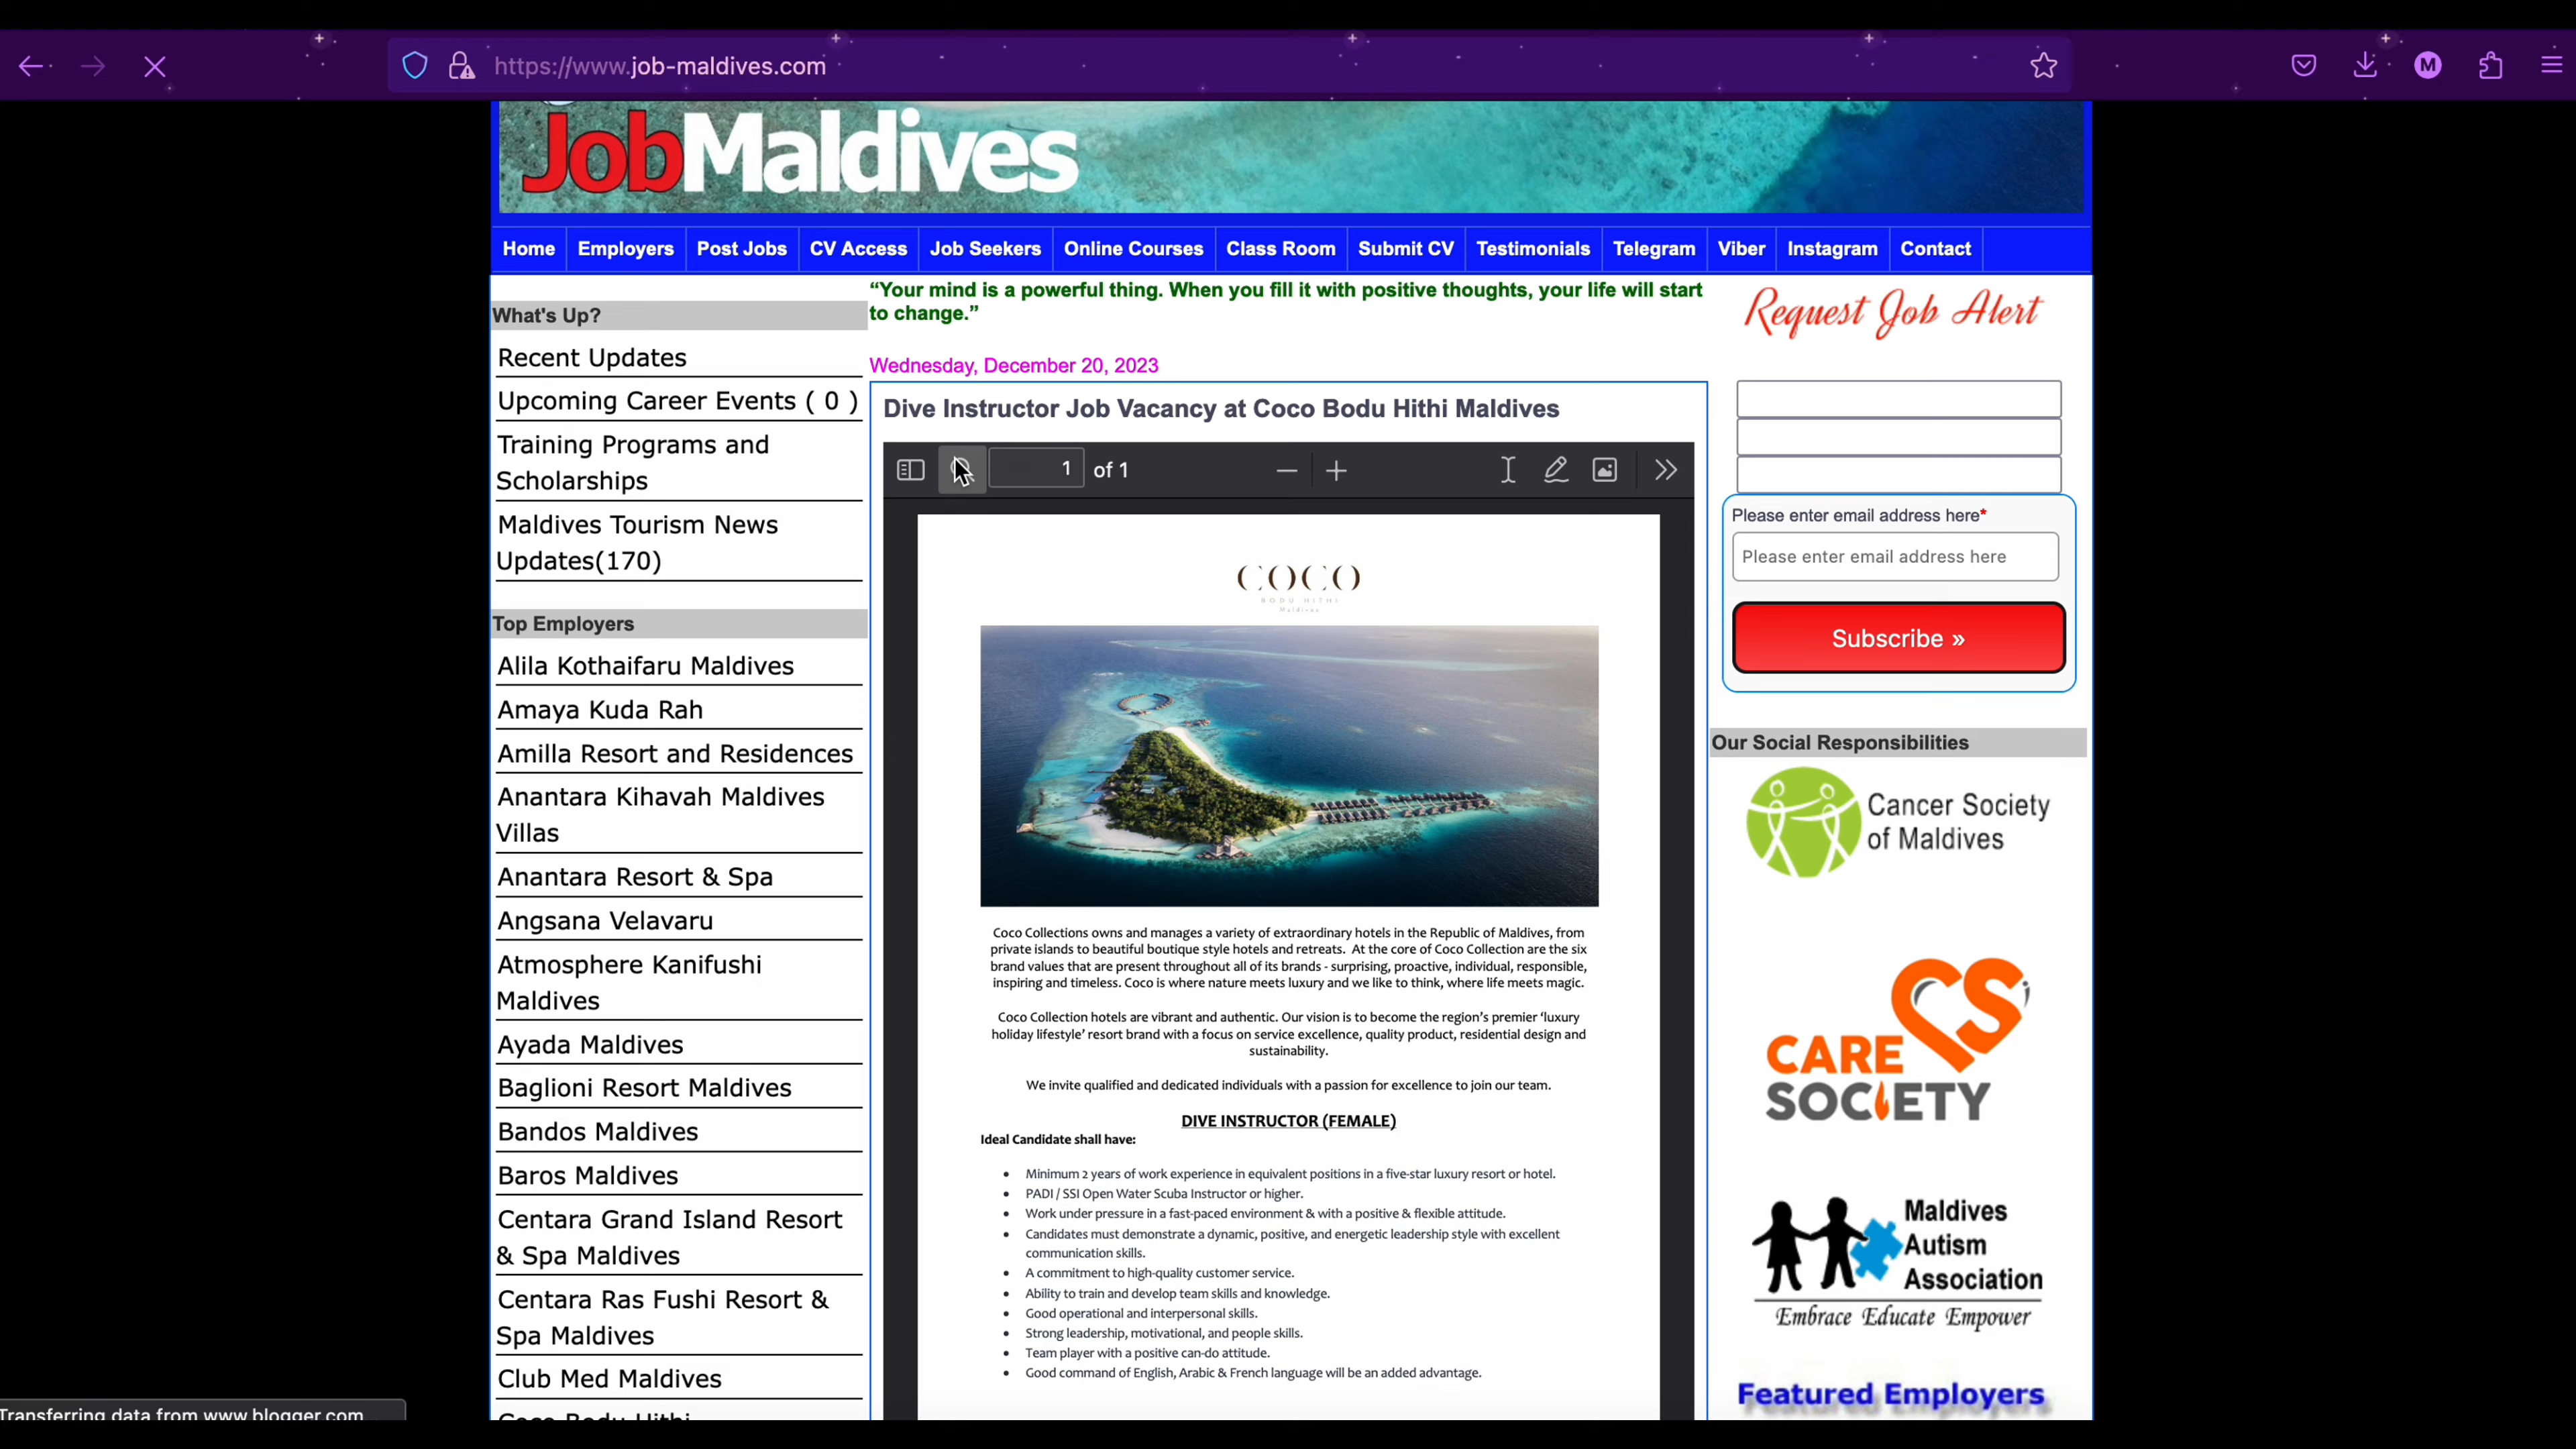 https://www.job-maldives.com
M
JobMaldives
Home Employers Post Jobs CV Access Job Seekers Online Courses Class Room Submit CV Testimonials Telegram Viber Instagram Contact
What's Up?
Recent Updates
Upcoming Career Events ( 0 )
Training Programs and
Scholarships
Maldives Tourism News
Updates(170)
Top Employers
Alila Kothaifaru Maldives
Amaya Kuda Rah
Amilla Resort and Residences
Anantara Kihavah Maldives
Villas
Anantara Resort & Spa
Angsana Velavaru
Atmosphere Kanifushi
Maldives
Ayada Maldives
Baglioni Resort Maldives
Bandos Maldives
Baros Maldives
Centara Grand Island Resort
& Spa Maldives
Centara Ras Fushi Resort &
Spa Maldives
Club Med Maldives
Coco Bodu Hithi
Transferring data from www.blogger.com...
“Your mind is a powerful thing. When you fill it with positive thoughts, your life will start
to change.”
Wednesday, December 20, 2023
Dive Instructor Job Vacancy at Coco Bodu Hithi Maldives
1 of 1
COCO
BODU HITHI
Maldives
Coco Collections owns and manages a variety of extraordinary hotels in the Republic of Maldives, from
private islands to beautiful boutique style hotels and retreats. At the core of Coco Collection are the six
brand values that are present throughout all of its brands - surprising, proactive, individual, responsible,
inspiring and timeless. Coco is where nature meets luxury and we like to think, where life meets magic.
Coco Collection hotels are vibrant and authentic. Our vision is to become the region’s premier ‘luxury
holiday lifestyle’ resort brand with a focus on service excellence, quality product, residential design and
sustainability.
We invite qualified and dedicated individuals with a passion for excellence to join our team.
DIVE INSTRUCTOR (FEMALE)
Ideal Candidate shall have:
• Minimum 2 years of work experience in equivalent positions in a five-star luxury resort or hotel.
• PADI / SSI Open Water Scuba Instructor or higher.
• Work under pressure in a fast-paced environment & with a positive & flexible attitude.
• Candidates must demonstrate a dynamic, positive, and energetic leadership style with excellent
communication skills.
• A commitment to high-quality customer service.
• Ability to train and develop team skills and knowledge.
• Good operational and interpersonal skills.
• Strong leadership, motivational, and people skills.
• Team player with a positive can-do attitude.
• Good command of English, Arabic & French language will be an added advantage.
Request Job Alert
Please enter email address here*
Please enter email address here
Subscribe »
Our Social Responsibilities
Cancer Society
of Maldives
CS
CARE
SOCIETY
Maldives
Autism
Association
Embrace Educate Empower
Featured Employers